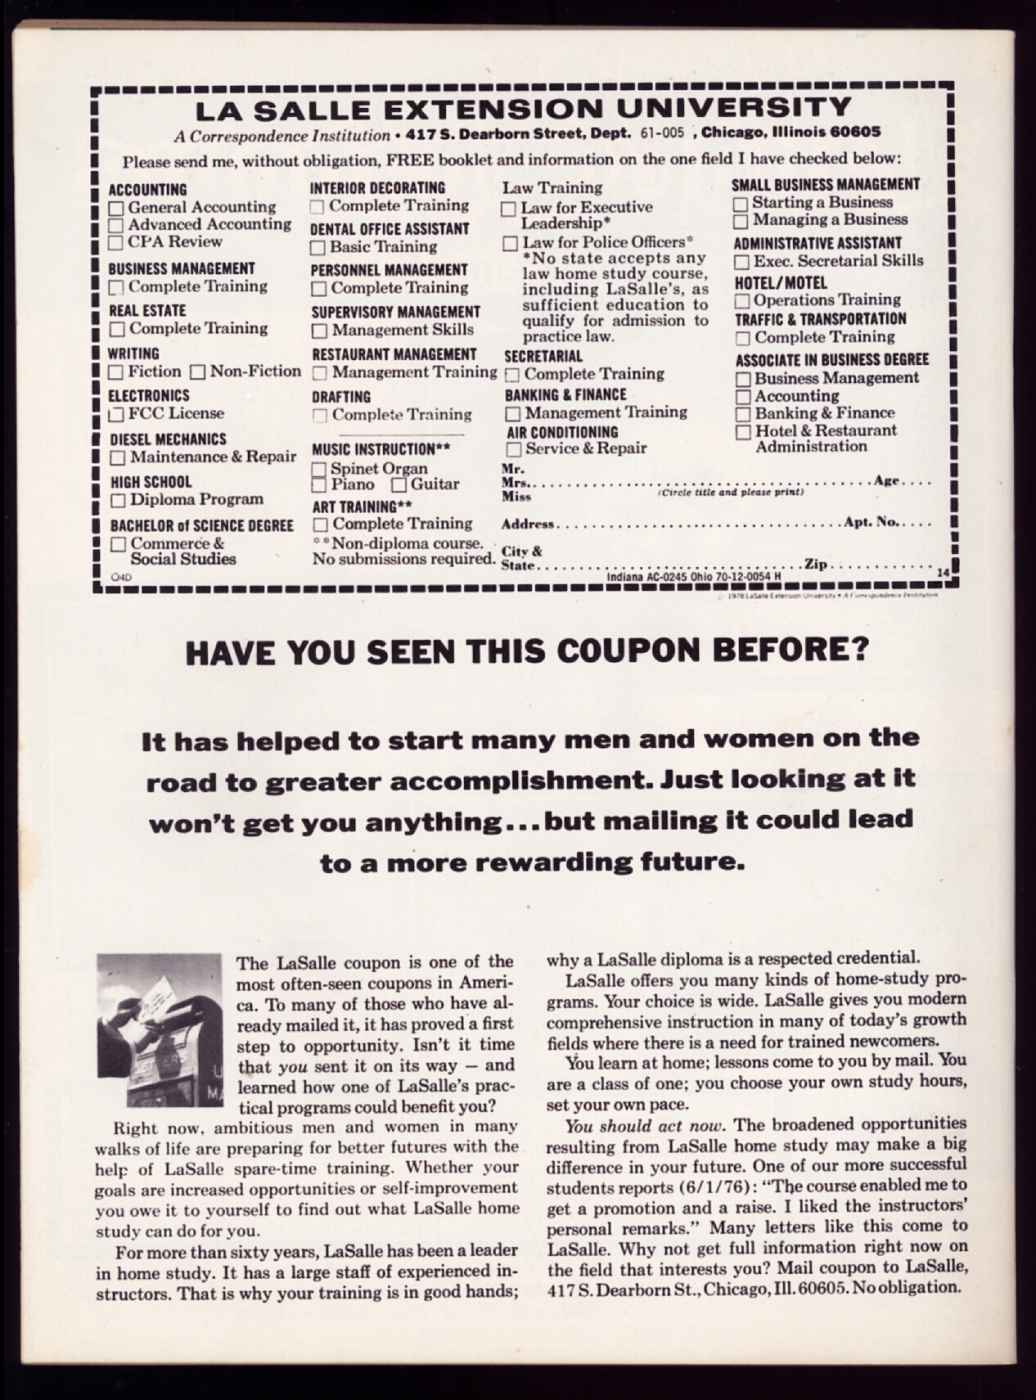 LA SALLE EXTENSION UNIVERSITY
A Correspondence Institution • 417 S. Dearborn Street, Dept. 61-005 , Chicago, Illinois 60605
Please send me, without obligation, FREE booklet and information on the one field I have checked below:
ACCOUNTING
General Accounting
Advanced Accounting
CPA Review
BUSINESS MANAGEMENT
Complete Training
REAL ESTATE
Complete Training
WRITING
Fiction Non-Fiction
ELECTRONICS
FCC License
DIESEL MECHANICS
Maintenance & Repair
HIGH SCHOOL
Diploma Program
BACHELOR of SCIENCE DEGREE
Commerce &
Social Studies
O4D
INTERIOR DECORATING
Complete Training
DENTAL OFFICE ASSISTANT
Basic Training
PERSONNEL MANAGEMENT
Complete Training
SUPERVISORY MANAGEMENT
Management Skills
RESTAURANT MANAGEMENT
Management Training
DRAFTING
Complete Training
MUSIC INSTRUCTION**
Spinet Organ
Piano Guitar
ART TRAINING**
Complete Training
**Non-diploma course.
No submissions required.
Law Training
Law for Executive
Leadership*
Law for Police Officers*
*No state accepts any
law home study course,
including LaSalle's, as
sufficient education to
qualify for admission to
practice law.
SECRETARIAL
Complete Training
BANKING & FINANCE
Management Training
AIR CONDITIONING
Service & Repair
SMALL BUSINESS MANAGEMENT
Starting a Business
Managing a Business
ADMINISTRATIVE ASSISTANT
Exec. Secretarial Skills
HOTEL/MOTEL
Operations Training
TRAFFIC & TRANSPORTATION
Complete Training
ASSOCIATE IN BUSINESS DEGREE
Business Management
Accounting
Banking & Finance
Hotel & Restaurant
Administration
Mr.
Mrs. Age
Miss (Circle title and please print)
Address Apt. No.
City &
State Zip
Indiana AC-0245 Ohio 70-12-0054 H 14
1978 LaSalle Extension University • A Correspondence Institution
HAVE YOU SEEN THIS COUPON BEFORE?
It has helped to start many men and women on the
road to greater accomplishment. Just looking at it
won't get you anything...but mailing it could lead
to a more rewarding future.
The LaSalle coupon is one of the
most often-seen coupons in Ameri-
ca. To many of those who have al-
ready mailed it, it has proved a first
step to opportunity. Isn't it time
that you sent it on its way — and
learned how one of LaSalle's prac-
tical programs could benefit you?
Right now, ambitious men and women in many
walks of life are preparing for better futures with the
help of LaSalle spare-time training. Whether your
goals are increased opportunities or self-improvement
you owe it to yourself to find out what LaSalle home
study can do for you.
For more than sixty years, LaSalle has been a leader
in home study. It has a large staff of experienced in-
structors. That is why your training is in good hands;
why a LaSalle diploma is a respected credential.
LaSalle offers you many kinds of home-study pro-
grams. Your choice is wide. LaSalle gives you modern
comprehensive instruction in many of today's growth
fields where there is a need for trained newcomers.
You learn at home; lessons come to you by mail. You
are a class of one; you choose your own study hours,
set your own pace.
You should act now. The broadened opportunities
resulting from LaSalle home study may make a big
difference in your future. One of our more successful
students reports (6/1/76): "The course enabled me to
get a promotion and a raise. I liked the instructors'
personal remarks." Many letters like this come to
LaSalle. Why not get full information right now on
the field that interests you? Mail coupon to LaSalle,
417 S. Dearborn St., Chicago, Ill. 60605. No obligation.